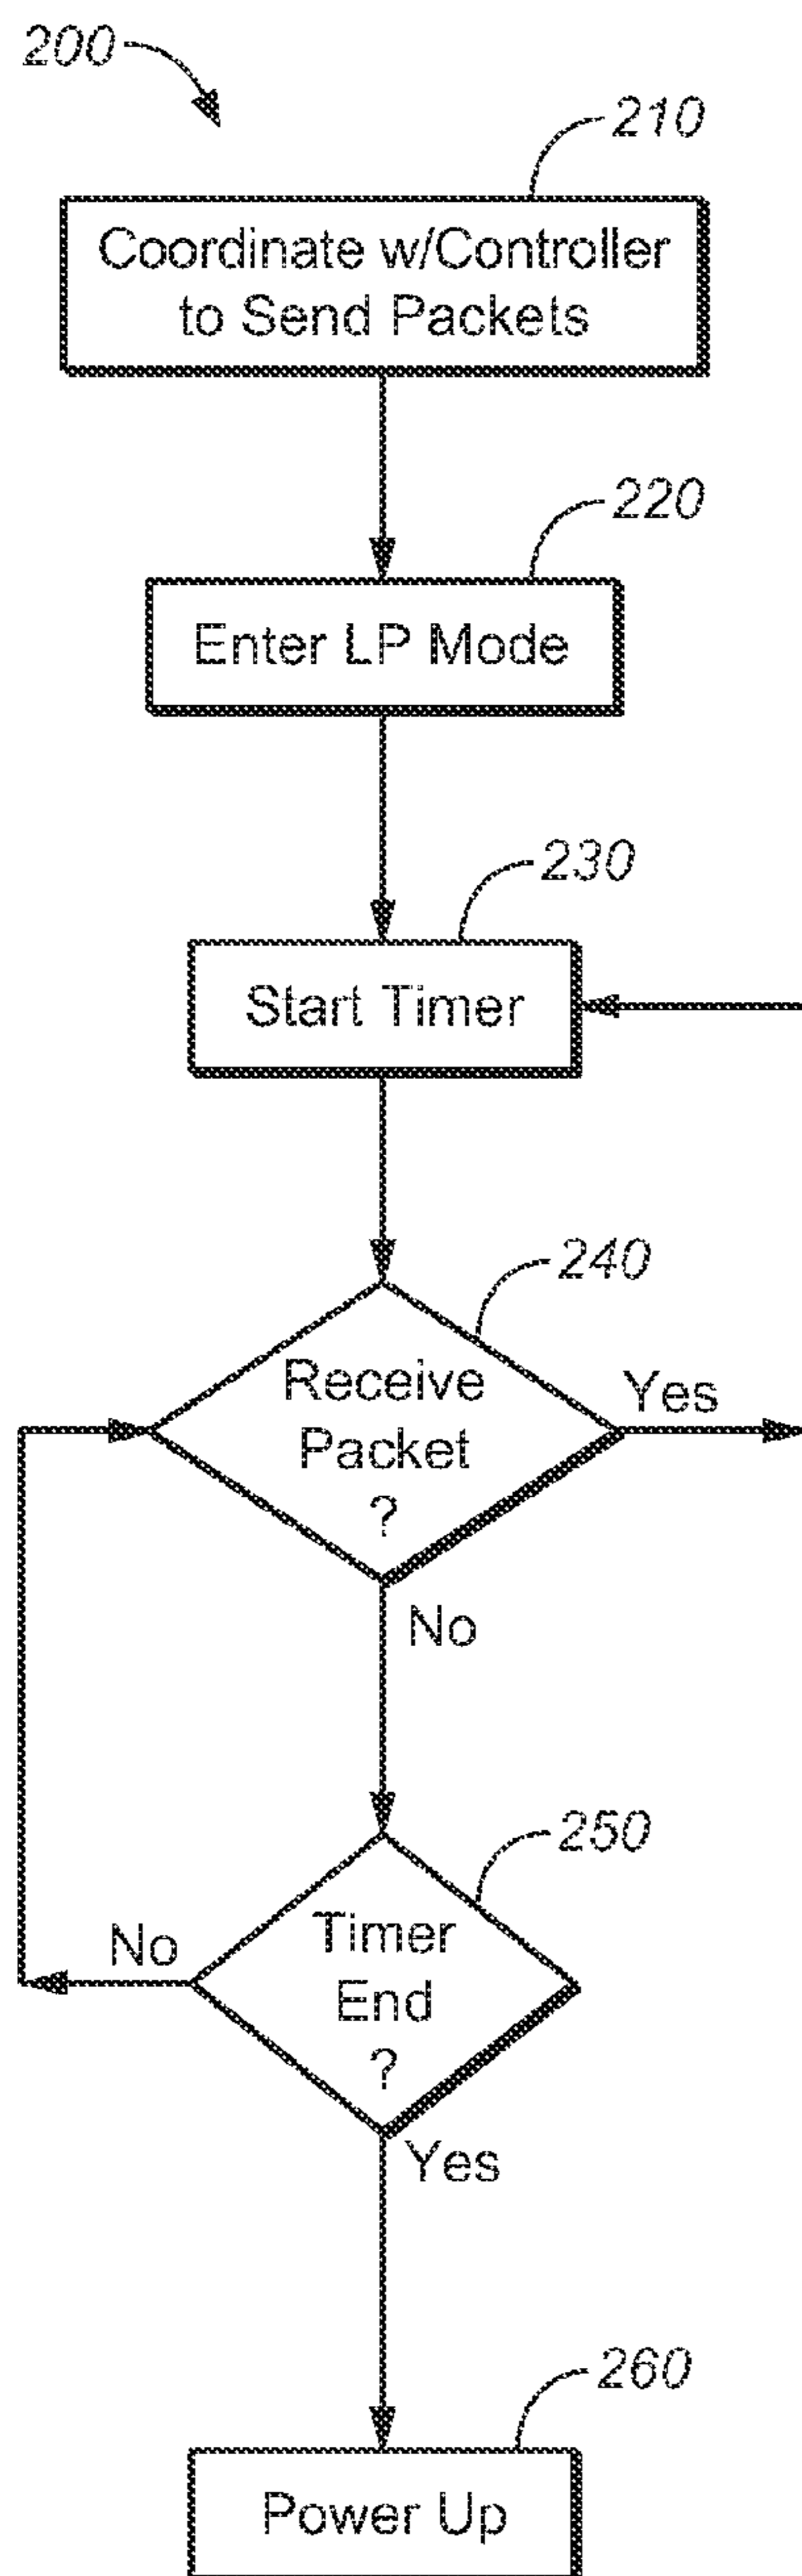 200
210
Coordinate w/Controller
to Send Packets
220
Enter LP Mode
230
Start Timer
240
Receive
Packet
?
Yes
No
250
Timer
End
?
No
Yes
260
Power Up